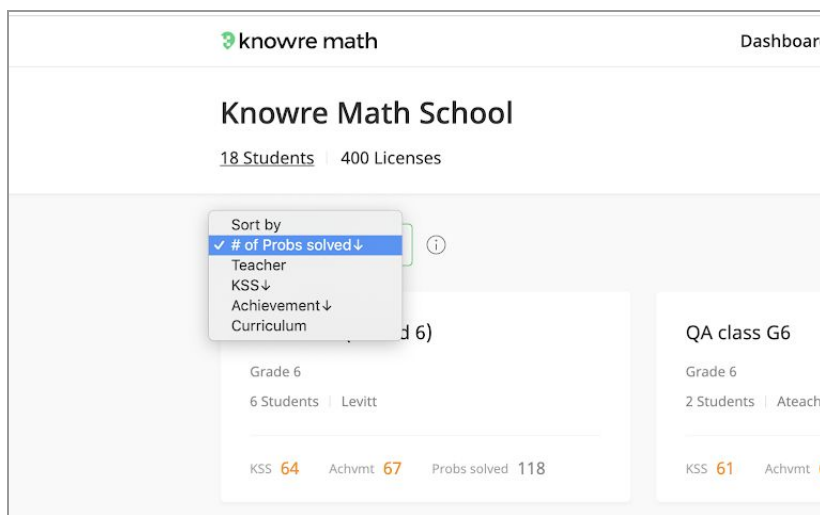 knowre math
Knowre Math School
18 Students 400 Licenses
Sort by
✓ # of Probs solved↓
Teacher
KSS↓
Achievement↓
Curriculum
6)
Grade 6
6 Students Levitt
KSS 64 Achvmt 67 Probs solved 118
QA class G6
Grade 6
2 Students
KSS 61 Achvmt